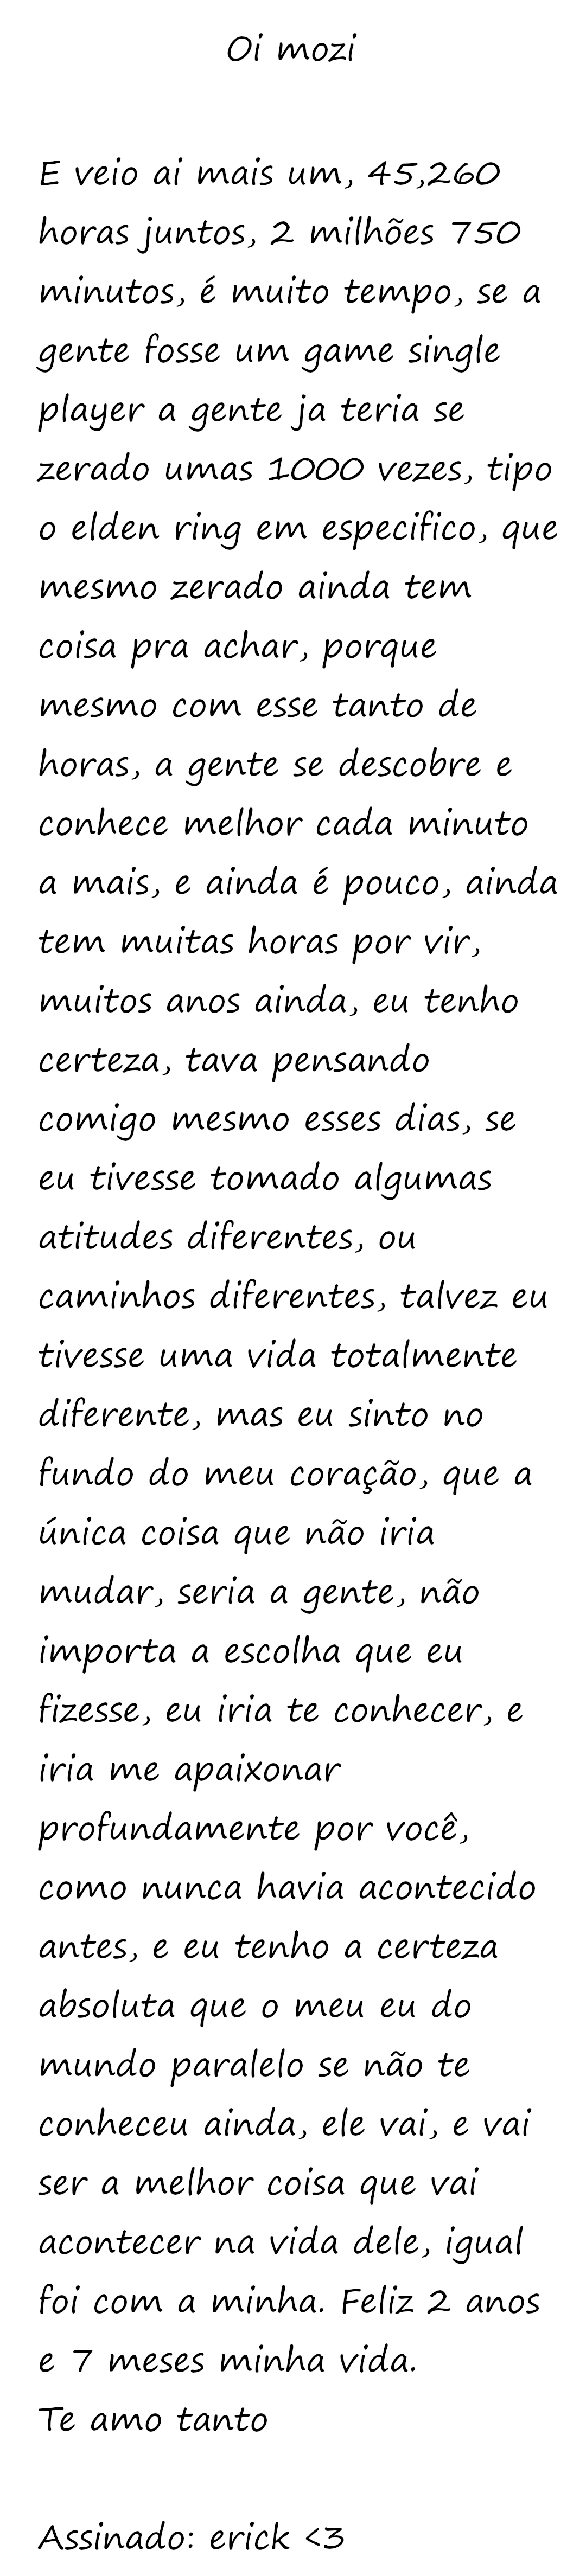 Oi mozi
E veio ai mais um, 45,260
horas juntos, 2 milhões 750
minutos, é muito tempo, se a
gente fosse um game single
player a gente ja teria se
zerado umas 1000 vezes, tipo
o elden ring em especifico, que
mesmo zerado ainda tem
coisa pra achar, porque
mesmo com esse tanto de
horas, a gente se descobre e
conhece melhor cada minuto
a mais, e ainda é pouco, ainda
tem muitas horas por vir,
muitos anos ainda, eu tenho
certeza, tava pensando
comigo mesmo esses dias, se
eu tivesse tomado algumas
atitudes diferentes, ou
caminhos diferentes, talvez eu
tivesse uma vida totalmente
diferente, mas eu sinto no
fundo do meu coração, que a
única coisa que não iria
mudar, seria a gente, não
importa a escolha que eu
fizesse, eu iria te conhecer, e
iria me apaixonar
profundamente por você,
como nunca havia acontecido
antes, e eu tenho a certeza
absoluta que o meu eu do
mundo paralelo se não te
conheceu ainda, ele vai, e vai
ser a melhor coisa que vai
acontecer na vida dele, igual
foi com a minha. Feliz 2 anos
e 7 meses minha vida.
Te amo tanto
Assinado: erick <3